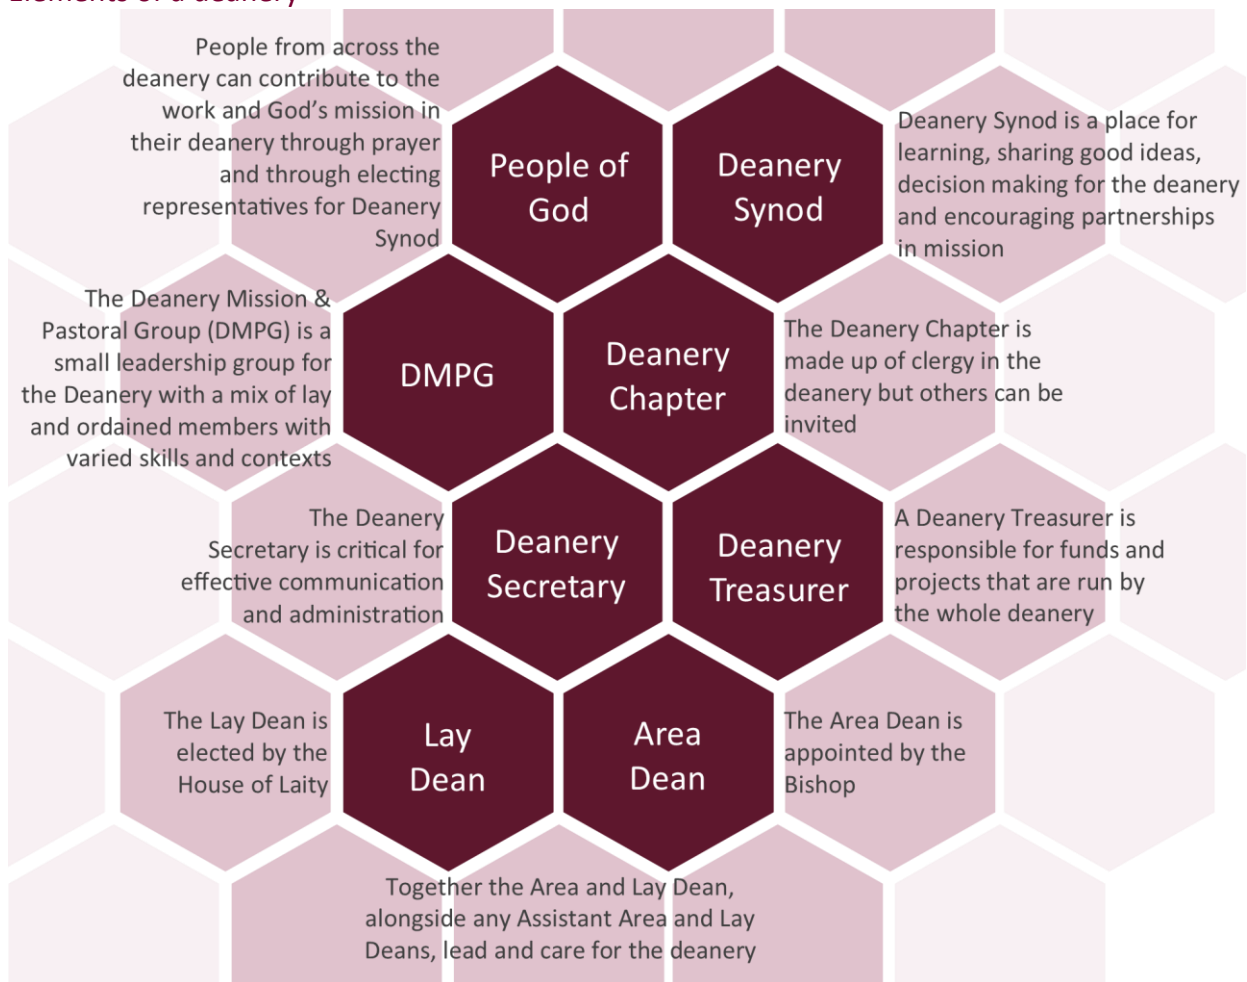 Elements of a deanery
People from across the
deanery can contribute to the
work and God's mission in
their deanery through prayer
and through electing
representatives for Deanery
Synod
People of
God
Deanery
Synod
Deanery Synod is a place for
learning, sharing good ideas,
decision making for the deanery
and encouraging partnerships
in mission
The Deanery Mission &
Pastoral Group (DMPG) is a
small leadership group for
the Deanery with a mix of lay
and ordained members with
varied skills and contexts
DMPG
Deanery
Chapter
The Deanery Chapter is
made up of clergy in the
deanery but others can be
invited
The Deanery
Secretary is critical for
effective communication
and administration
Deanery
Secretary
Deanery
Treasurer
A Deanery Treasurer is
responsible for funds and
projects that are run by
the whole deanery
The Lay Dean is
elected by the
House of Laity
Lay
Dean
Area
Dean
The Area Dean is
appointed by the
Bishop
Together the Area and Lay Dean,
alongside any Assistant Area and Lay
Deans, lead and care for the deanery